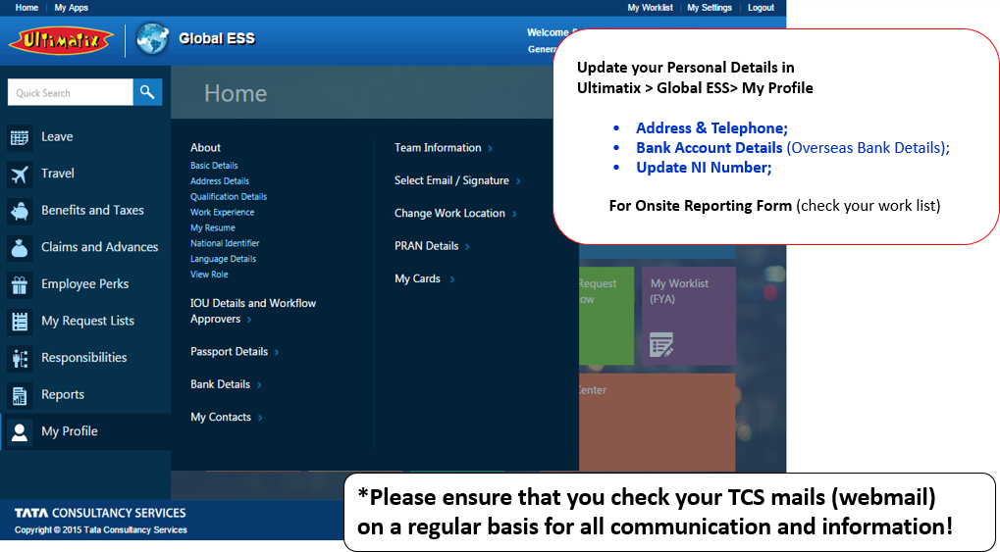 Home | My Apps
My Worklist | My Settings | Logout
Ultimatix
Global ESS
Welcome
Update your Personal Details in
Ultimatix > Global ESS> My Profile
• Address & Telephone;
• Bank Account Details (Overseas Bank Details);
• Update NI Number;
For Onsite Reporting Form (check your work list)
Quick Search
Leave
Travel
Benefits and Taxes
Claims and Advances
Employee Perks
My Request Lists
Responsibilities
Reports
My Profile
Home
About
Basic Details
Address Details
Qualification Details
Work Experience
My Resume
National Identifier
Language Details
View Role
IOU Details and Workflow
Approvers >
Passport Details >
Bank Details >
My Contacts >
Team Information >
Select Email / Signature >
Change Work Location >
PRAN Details >
My Cards >
Request
My Worklist
(FYA)
*Please ensure that you check your TCS mails (webmail)
on a regular basis for all communication and information!
TATA CONSULTANCY SERVICES
Copyright © 2015 Tata Consultancy Services